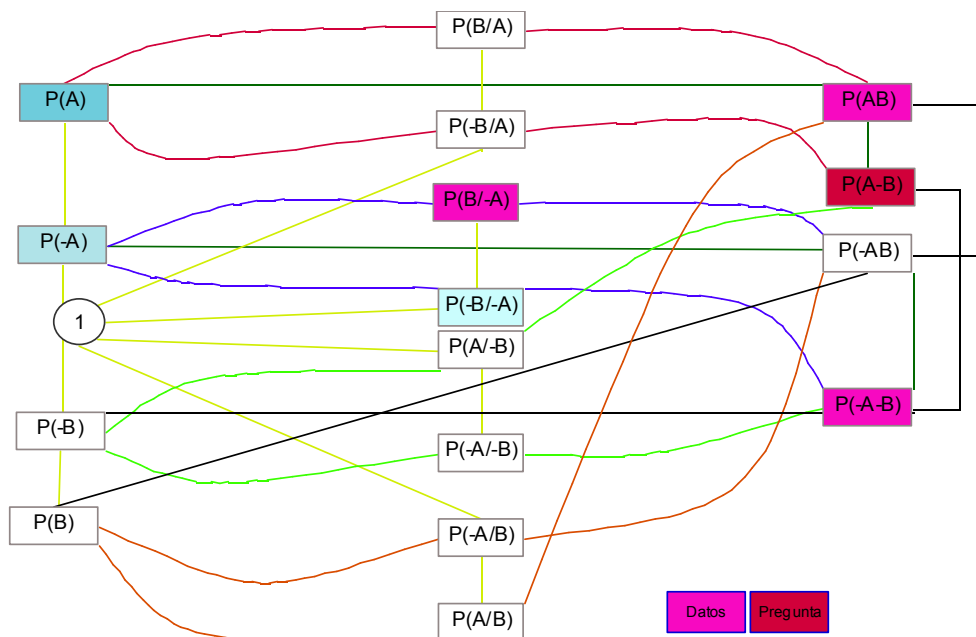 P(B/A)
P(A)
P(AB)
P(-B/A)
P(A-B)
P(B/-A)
P(-A)
P(-AB)
P(-B/-A)
1
P(A/-B)
P(-A-B)
P(-B)
P(-A/-B)
P(B)
P(-A/B)
P(A/B)
Datos
Pregunta